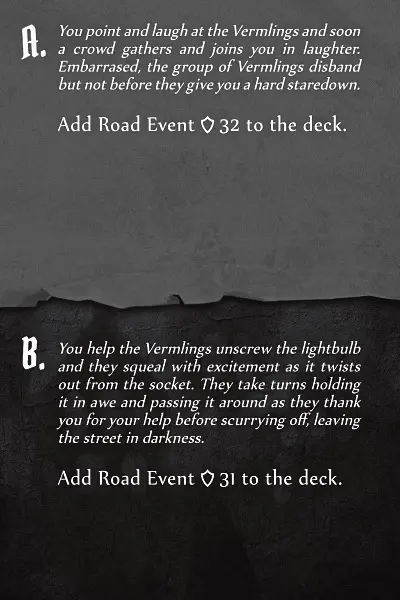 A.
You point and laugh at the Vermlings and soon
a crowd gathers and joins you in laughter.
Embarrased, the group of Vermlings disband
but not before they give you a hard staredown.
Add Road Event 32 to the deck.
B.
You help the Vermlings unscrew the lightbulb
and they squeal with excitement as it twists
out from the socket. They take turns holding
it in awe and passing it around as they thank
you for your help before scurrying off, leaving
the street in darkness.
Add Road Event 31 to the deck.